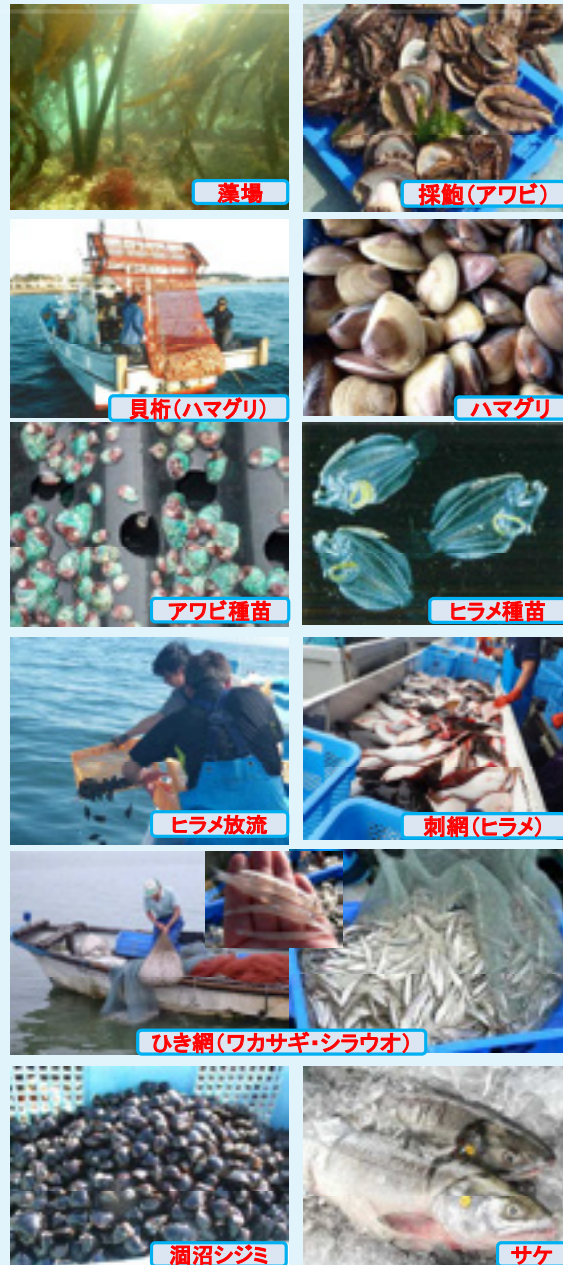 藻場
採鮑（アワビ）
貝桁（ハマグリ）
ハマグリ
アワビ種苗
ヒラメ種苗
ヒラメ放流
刺網（ヒラメ）
ひき網（ワカサギ・シラウオ）
涸沼シジミ
サケ